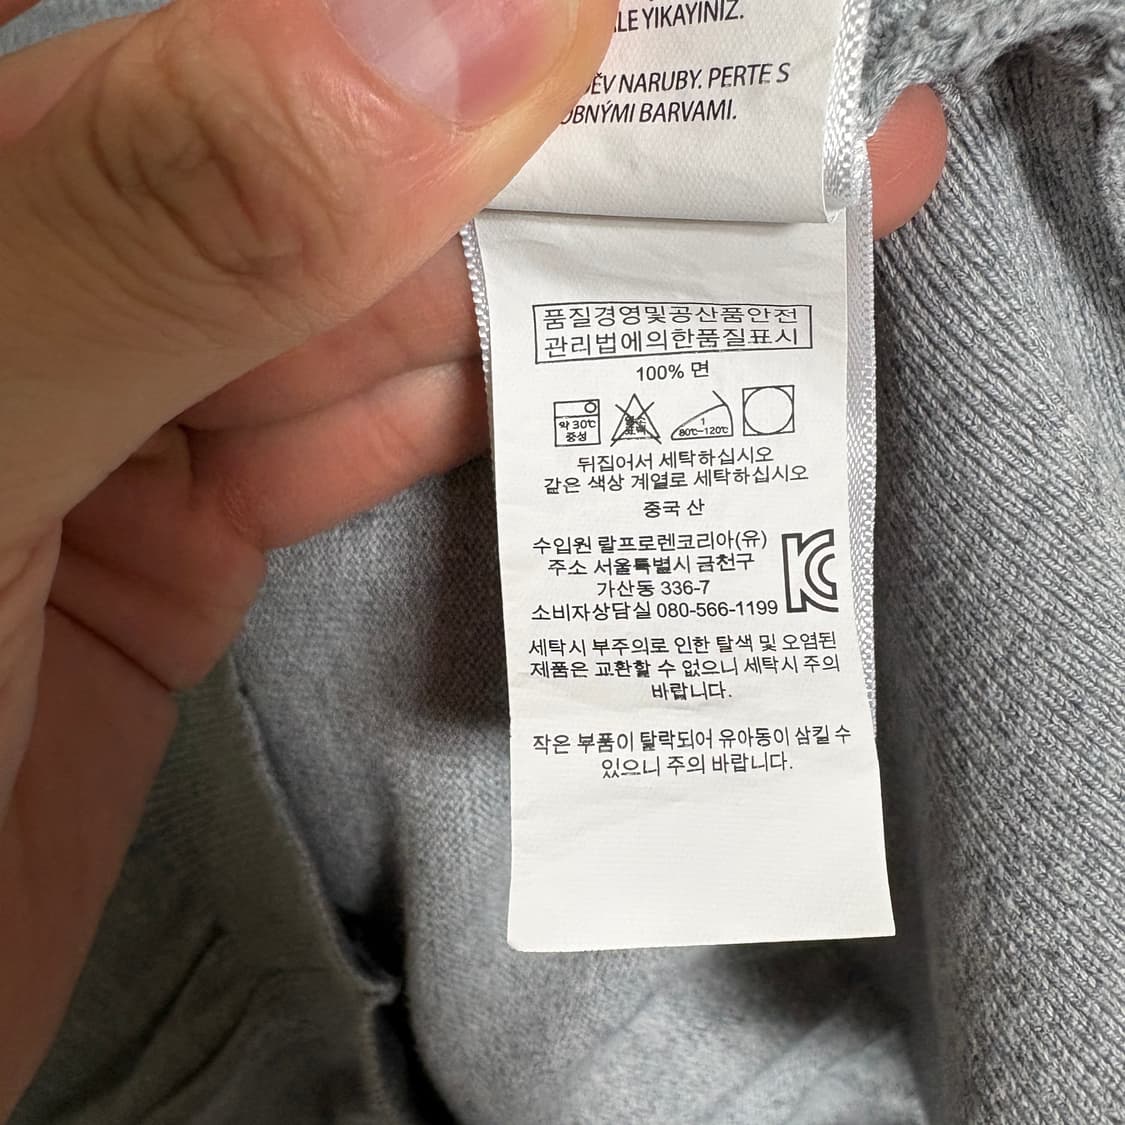 LE YIKAYINIZ.
NARUBY. PERTE S
BARVAMI.
품질경영및공산품안전
관리법에의한품질표시
100% 면
약 30℃
중성
1
80℃~120℃
뒤집어서 세탁하십시오
같은 색상 계열로 세탁하십시오
중국 산
수입원 랄프로렌코리아(유)
주소 서울특별시 금천구
가산동 336-7
소비자상담실 080-566-1199
KC
세탁시 부주의로 인한 탈색 및 오염된
제품은 교환할 수 없으니 세탁시 주의
바랍니다.
작은 부품이 탈락되어 유아동이 삼킬 수
있으니 주의 바랍니다.